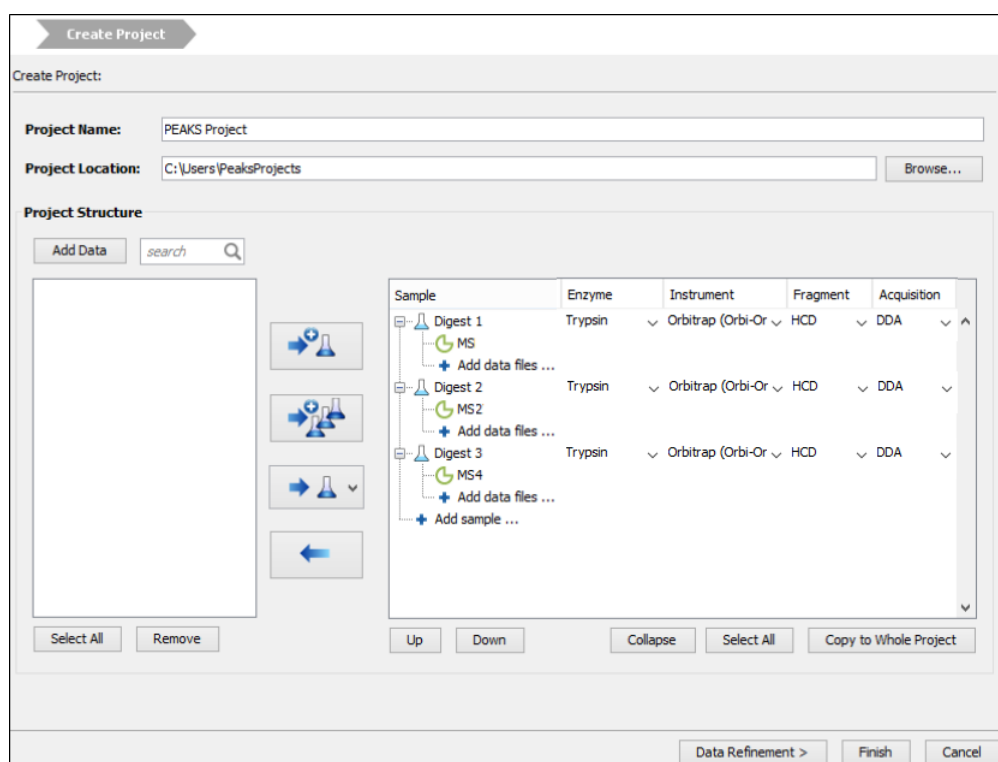 Create Project
Create Project:
Project Name: PEAKS Project
Project Location: C:\Users\PeaksProjects Browse...
Project Structure
Add Data search
Sample Enzyme Instrument Fragment Acquisition
Digest 1 Trypsin Orbitrap (Orbi-Or HCD DDA
MS
Add data files ...
Digest 2 Trypsin Orbitrap (Orbi-Or HCD DDA
MS2
Add data files ...
Digest 3 Trypsin Orbitrap (Orbi-Or HCD DDA
MS4
Add data files ...
Add sample ...
Select All Remove Up Down Collapse Select All Copy to Whole Project
Data Refinement > Finish Cancel